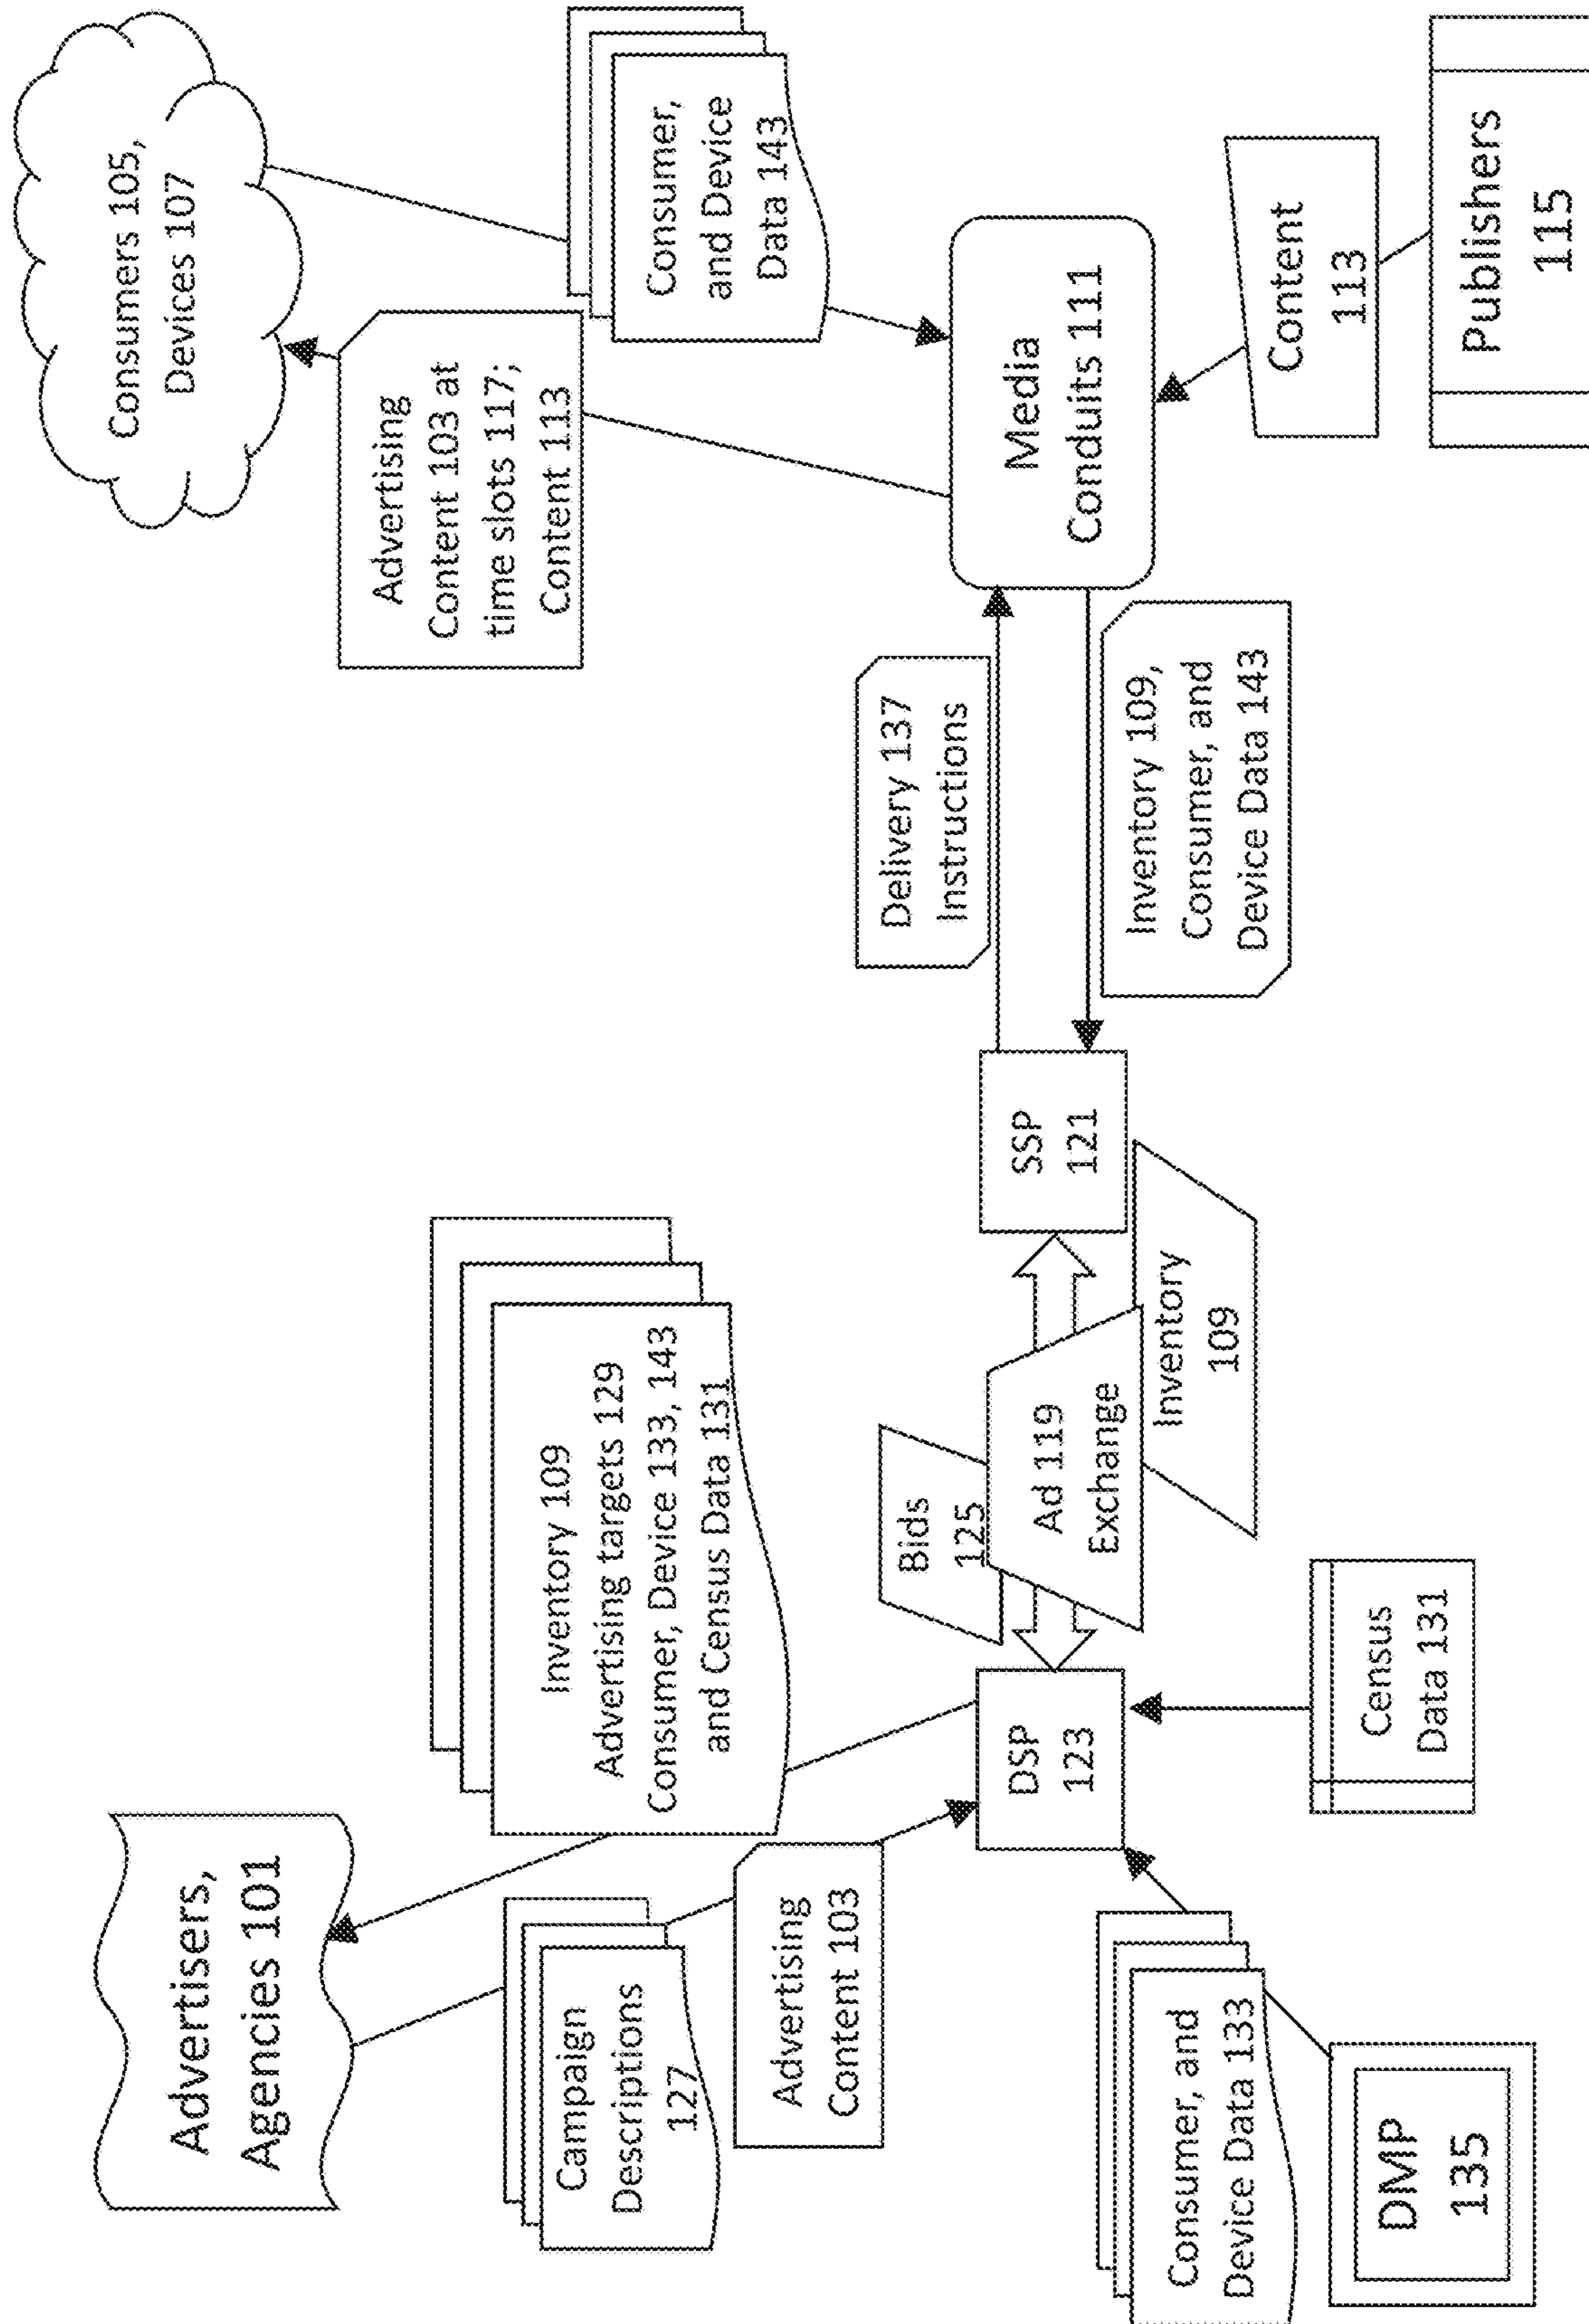 Advertisers,
Agencies 101
Consumers 105,
Devices 107
Campaign
Descriptions
127
Advertising
Content 103
Inventory 109
Advertising targets 129
Consumer, Device 133, 143
and Census Data 131
Advertising
Content 103 at
time slots 117;
Content 113
Consumer,
and Device
Data 143
DSP
123
Bids
125
Ad 119
Exchange
Inventory
109
SSP
121
Delivery 137
Instructions
Inventory 109,
Consumer, and
Device Data 143
Media
Conduits 111
Consumer, and
Device Data 133
DMP
135
Census
Data 131
Content
113
Publishers
115